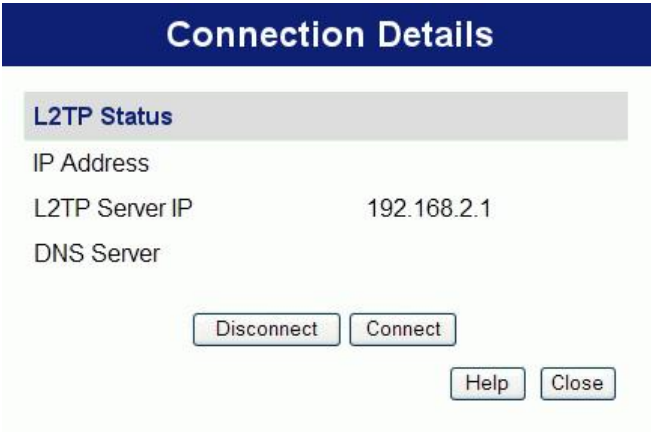 Connection Details
L2TP Status
IP Address
L2TP Server IP 192.168.2.1
DNS Server
Disconnect Connect
Help Close